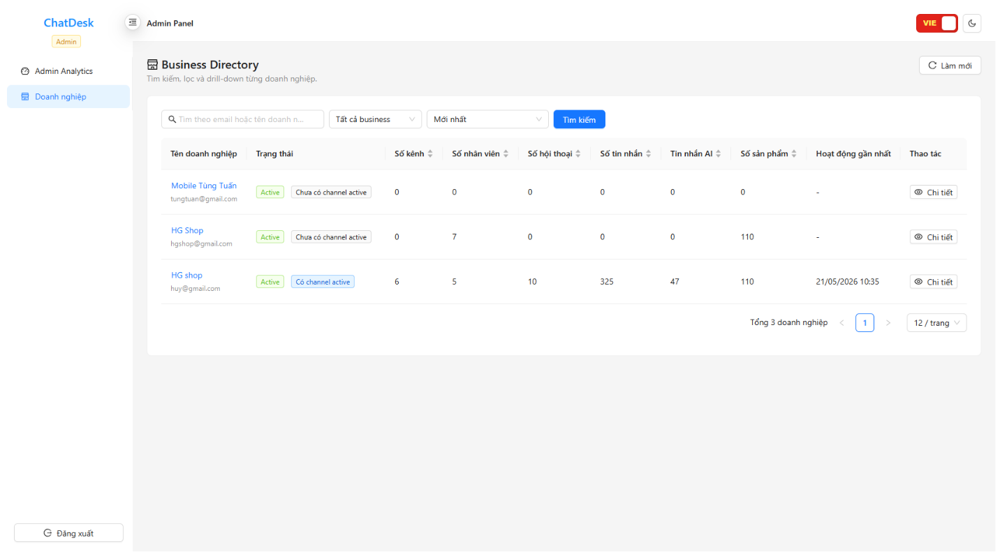 ChatDesk
Admin
Admin Analytics
Doanh nghiệp
Đăng xuất
Admin Panel
VIE
Business Directory
Tìm kiếm, lọc và drill-down từng doanh nghiệp.
Làm mới
Tìm theo email hoặc tên doanh n... Tất cả business Mới nhất Tìm kiếm
Tên doanh nghiệp Trạng thái Số kênh Số nhân viên Số hội thoại Số tin nhắn Tin nhắn AI Số sản phẩm Hoạt động gần nhất Thao tác
Mobile Tùng Tuấn
tungtuan@gmail.com
Active Chưa có channel active 0 0 0 0 0 0 - Chi tiết
HG Shop
hgshop@gmail.com
Active Chưa có channel active 0 7 0 0 0 110 - Chi tiết
HG shop
huy@gmail.com
Active Có channel active 6 5 10 325 47 110 21/05/2026 10:35 Chi tiết
Tổng 3 doanh nghiệp < 1 > 12 / trang